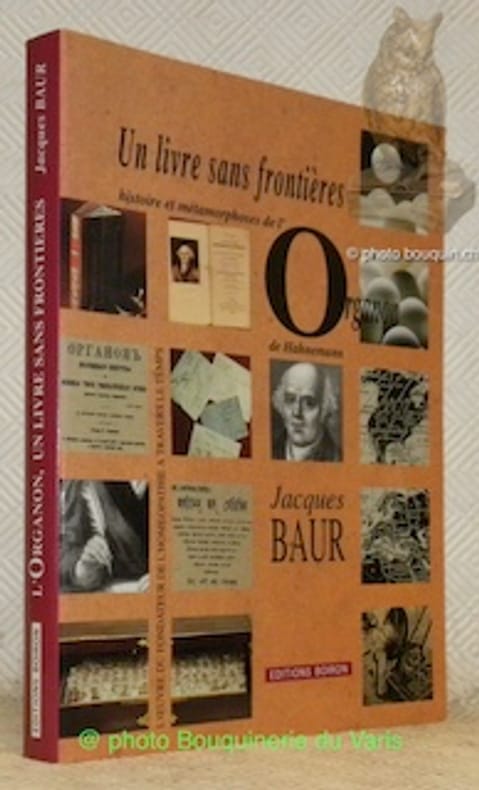 Un livre sans frontières
histoire et métamorphoses de l'
Organon
de Hahnemann
Jacques
BAUR
EDITIONS BOIRON
L'ŒUVRE DU FONDATEUR DE L'HOMEOPATHIE A TRAVERS LE TEMPS
ОРГАНОНЪ
L'ORGANON, UN LIVRE SANS FRONTIERES Jacques BAUR
EDITIONS BOIRON
© photo bouquin.ch
@ photo Bouquinerie du Varis